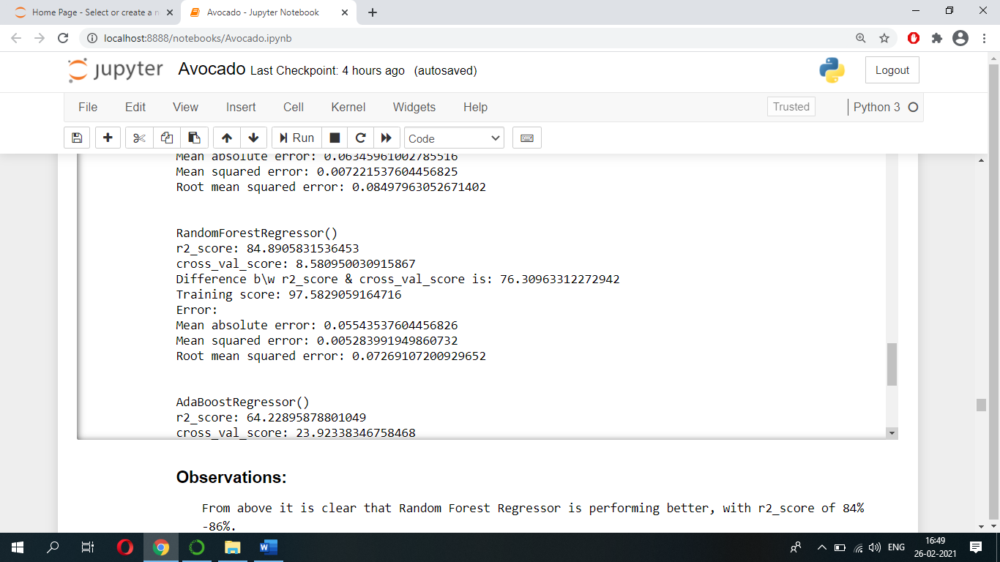 Home Page - Select or create a n
Avocado - Jupyter Notebook
localhost:8888/notebooks/Avocado.ipynb
jupyter Avocado Last Checkpoint: 4 hours ago (autosaved)
Logout
File Edit View Insert Cell Kernel Widgets Help
Trusted
Python 3
Run
Code
Mean absolute error: 0.06345961002785516
Mean squared error: 0.007221537604456825
Root mean squared error: 0.08497963052671402
RandomForestRegressor()
r2_score: 84.8905831536453
cross_val_score: 8.580950030915867
Difference b\w r2_score & cross_val_score is: 76.30963312272942
Training score: 97.5829059164716
Error:
Mean absolute error: 0.05543537604456826
Mean squared error: 0.005283991949860732
Root mean squared error: 0.07269107200929652
AdaBoostRegressor()
r2_score: 64.22895878801049
cross_val_score: 23.92338346758468
Observations:
From above it is clear that Random Forest Regressor is performing better, with r2_score of 84%
-86%.
ENG
16:49
26-02-2021